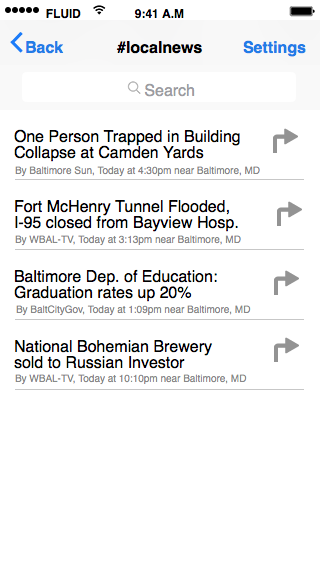 FLUID 9:41 A.M
Back #localnews Settings
Search
One Person Trapped in Building
Collapse at Camden Yards
By Baltimore Sun, Today at 4:30pm near Baltimore, MD
Fort McHenry Tunnel Flooded,
I-95 closed from Bayview Hosp.
By WBAL-TV, Today at 3:13pm near Baltimore, MD
Baltimore Dep. of Education:
Graduation rates up 20%
By BaltCityGov, Today at 1:09pm near Baltimore, MD
National Bohemian Brewery
sold to Russian Investor
By WBAL-TV, Today at 10:10pm near Baltimore, MD